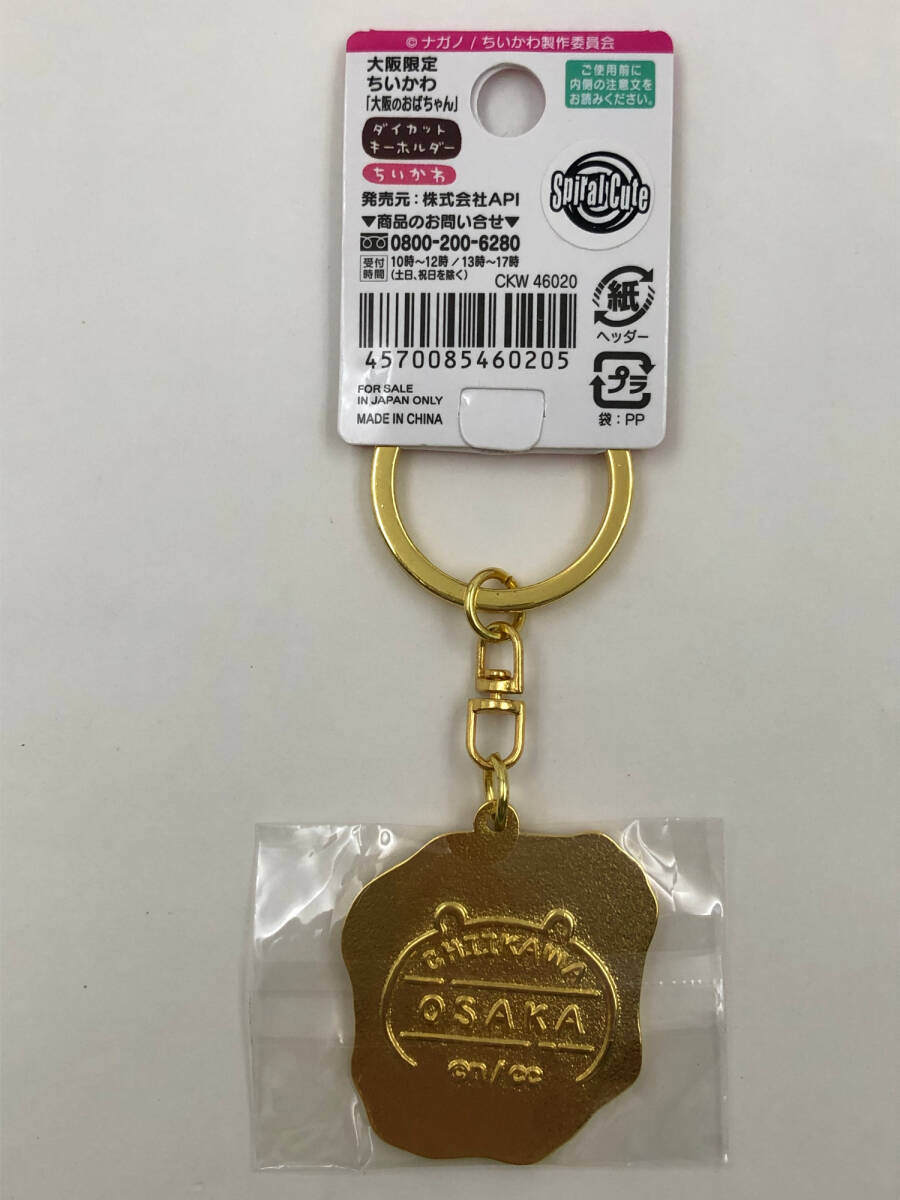 © ナガノ / ちいかわ製作委員会
大阪限定
ちいかわ
「大阪のおばちゃん」
ダイカット
キーホルダー
ちいかわ
発売元：株式会社API
▼商品のお問い合せ▼
0800-200-6280
受付時間 10時～12時 / 13時～17時
(土日、祝日を除く)
CKW 46020
4570085460205
FOR SALE
IN JAPAN ONLY
MADE IN CHINA
ご使用前に
内側の注意文を
お読みください。
Spiral Cute
紙
ヘッダー
プラ
袋：PP
CHIIKAWA
OSAKA
©n/cc